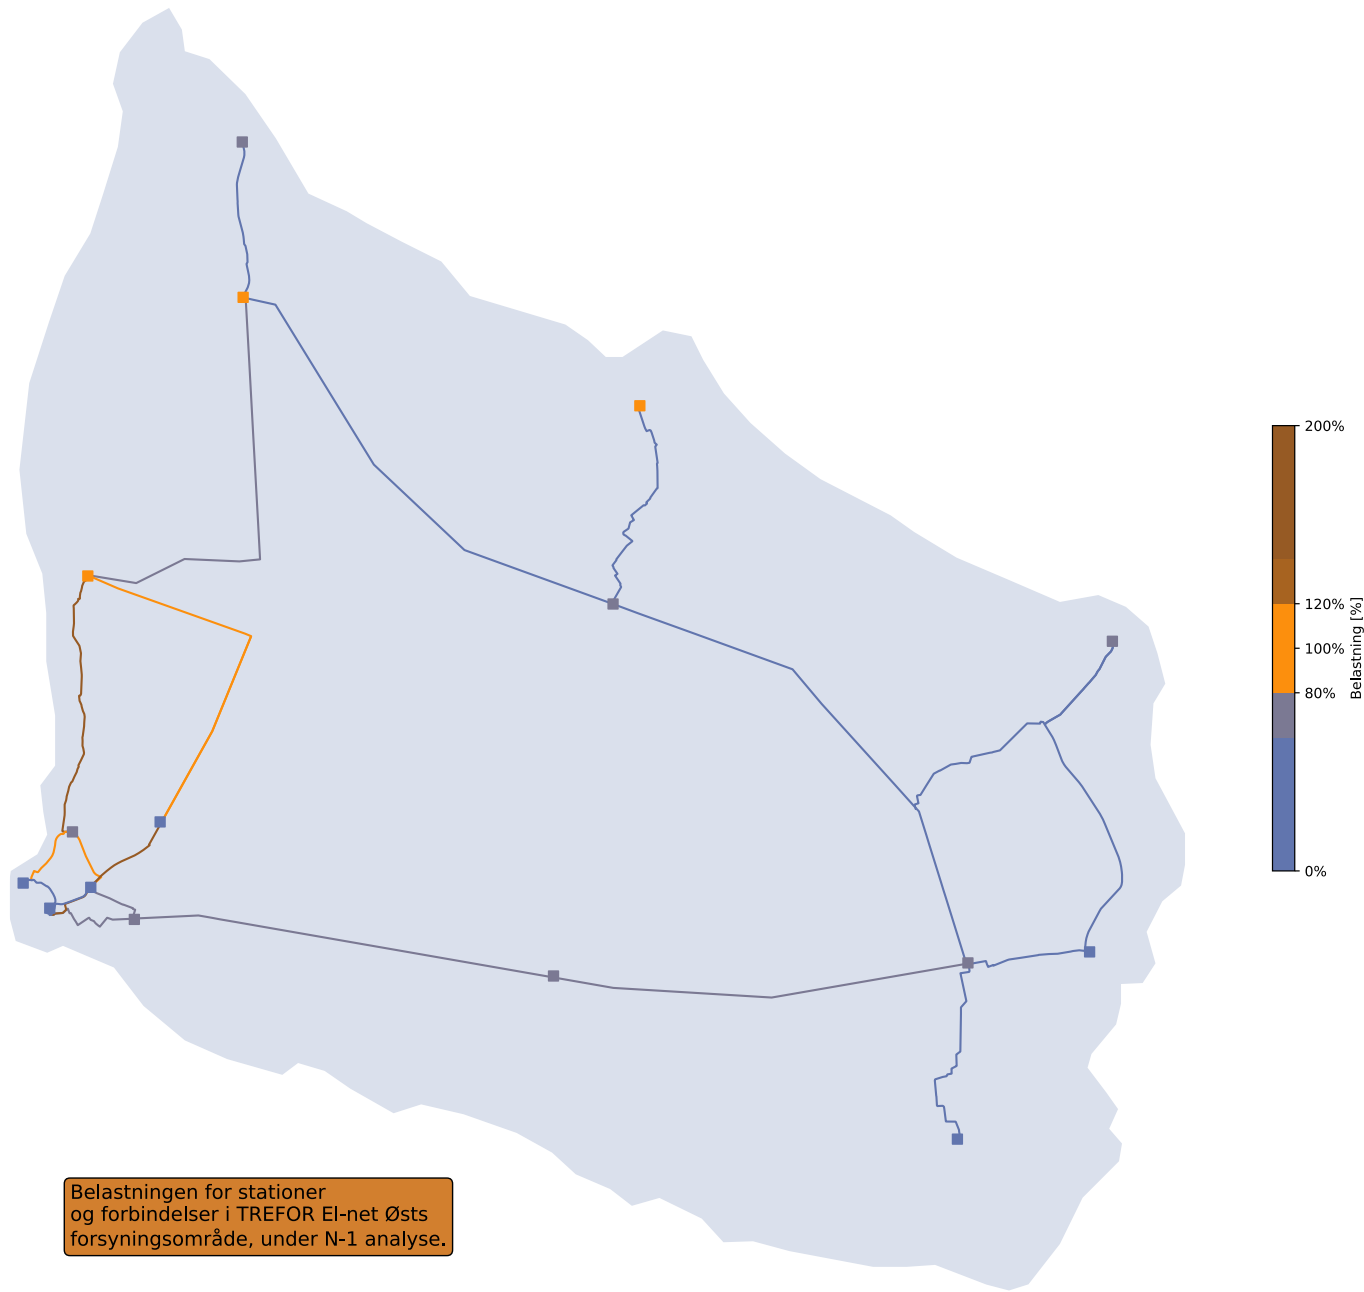 200%
120%
100%
80%
0%
Belastning [%]
Belastningen for stationer
og forbindelser i TREFOR El-net Østs
forsyningsområde, under N-1 analyse.